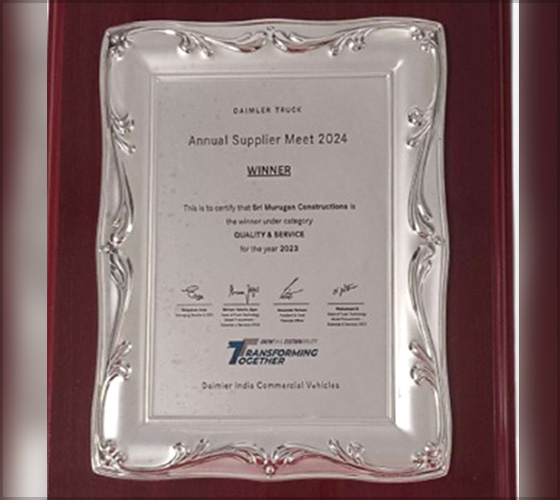 DAIMLER TRUCK
Annual Supplier Meet 2024
WINNER
This is to certify that Sri Murugan Constructions is
the winner under category
QUALITY & SERVICE
for the year 2023
TRANSFORMING
TOGETHER
Daimler India Commercial Vehicles